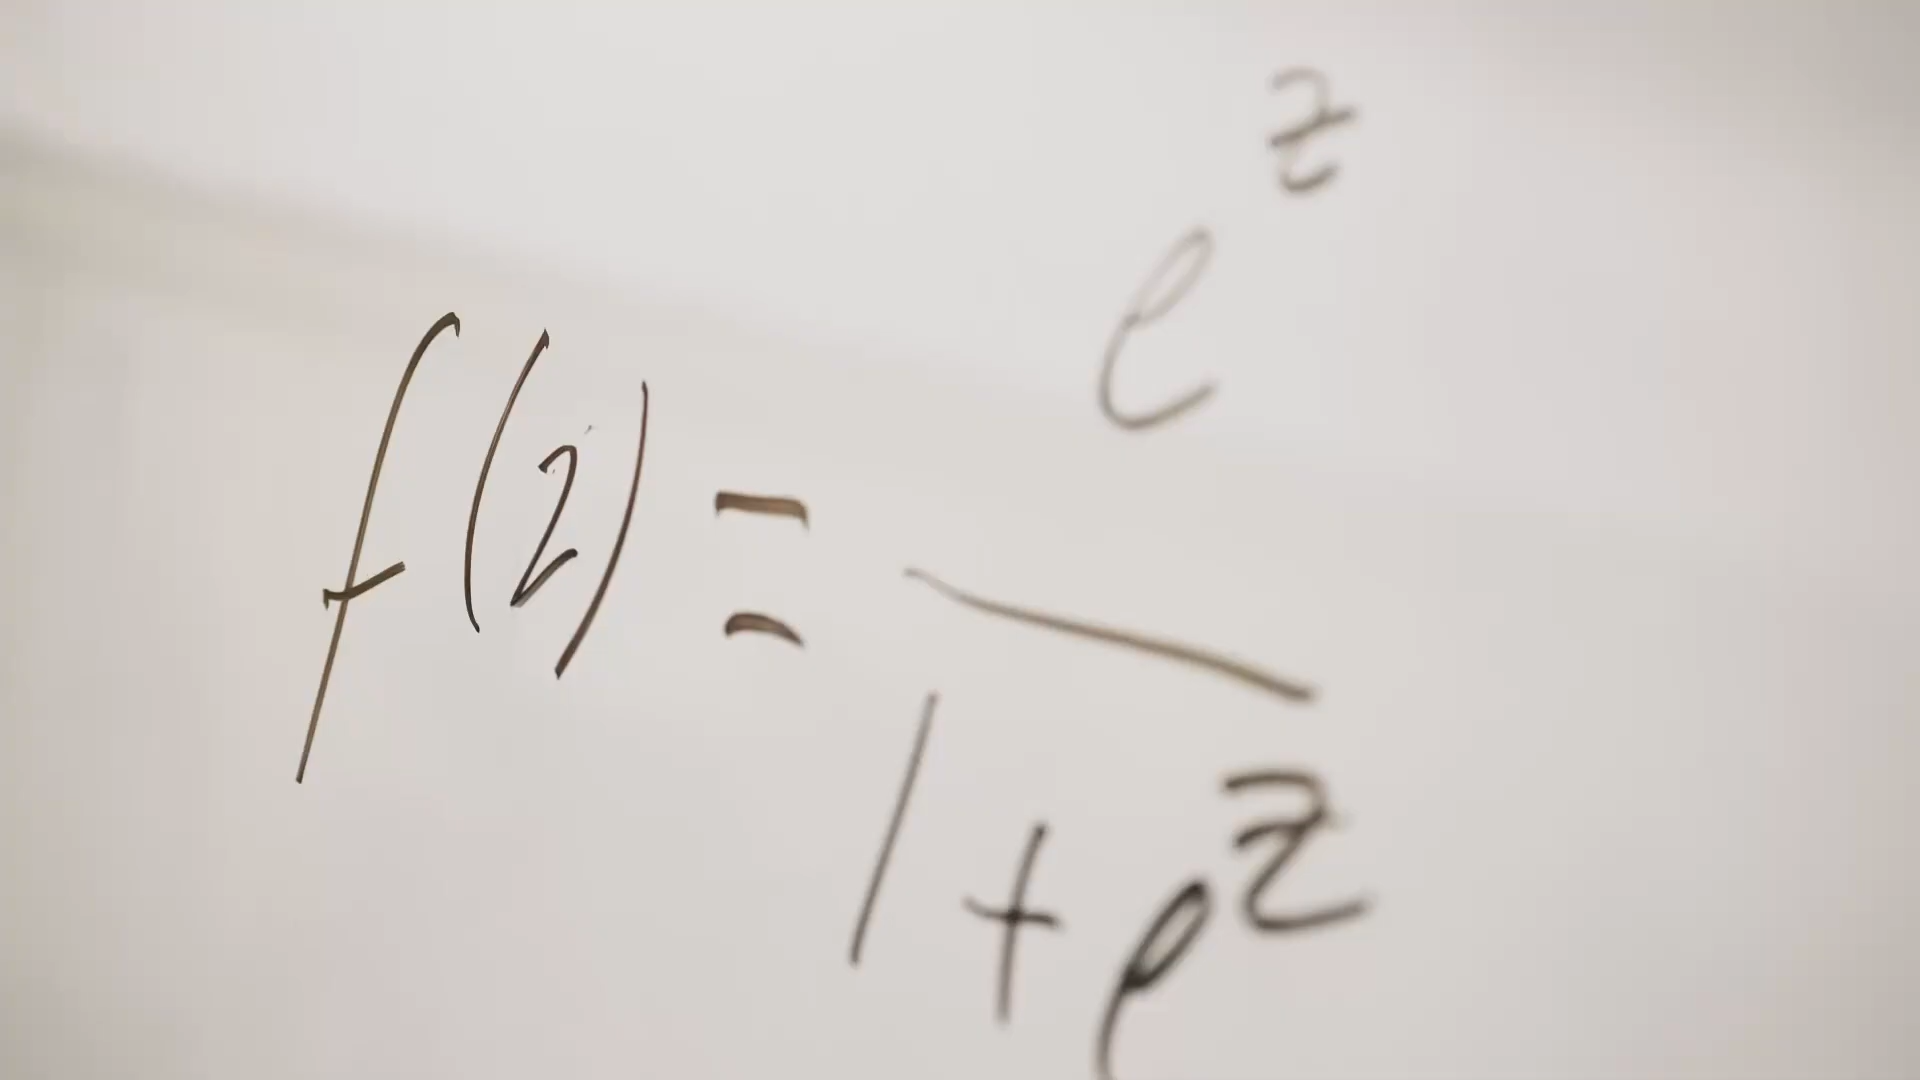 e^z
f(z) = ―
1+e^z